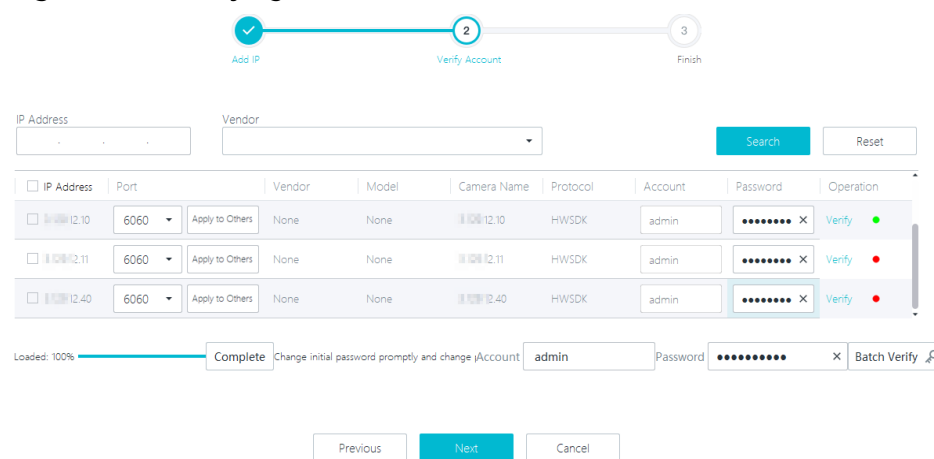 2 3
Add IP Verify Account Finish
IP Address Vendor
. . .
Search Reset
IP Address Port Vendor Model Camera Name Protocol Account Password Operation
12.10 6060 Apply to Others None None 12.10 HWSDK admin •••••••• × Verify
2.11 6060 Apply to Others None None 2.11 HWSDK admin •••••••• × Verify
12.40 6060 Apply to Others None None 2.40 HWSDK admin •••••••• × Verify
Loaded: 100% Complete Change initial password promptly and change Account admin Password •••••••••• × Batch Verify
Previous Next Cancel